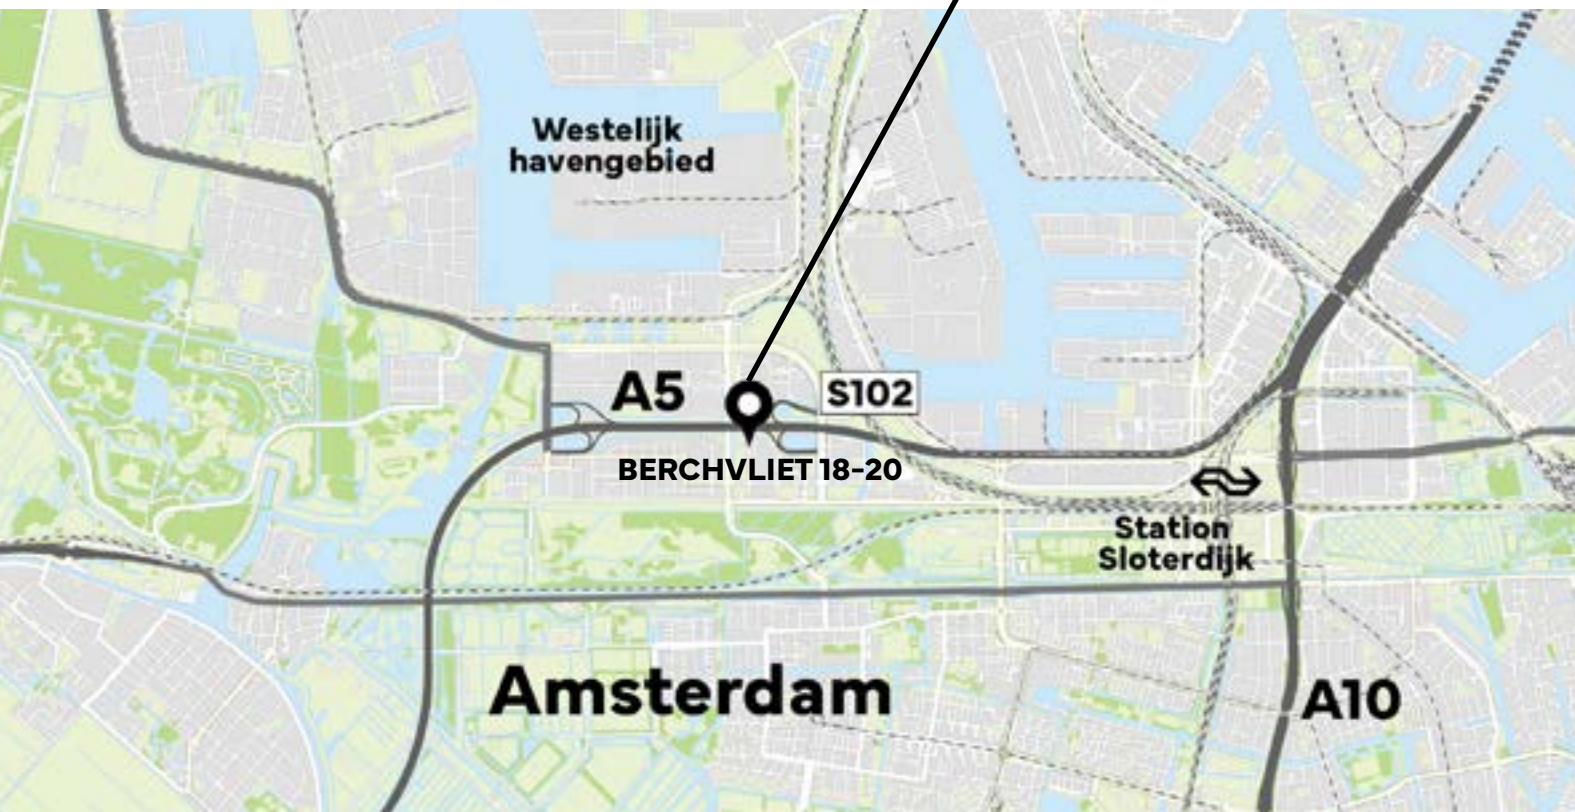 Westelijk
havengebied
A5
S102
BERCHVLIET 18-20
Station
Sloterdijk
Amsterdam
A10